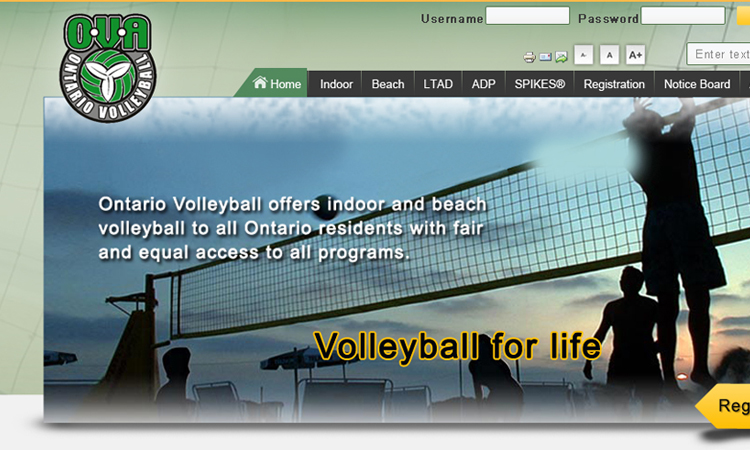 Username Password
O·V·A
ONTARIO VOLLEYBALL
A- A A+
Enter text
Home Indoor Beach LTAD ADP SPIKES® Registration Notice Board
Ontario Volleyball offers indoor and beach
volleyball to all Ontario residents with fair
and equal access to all programs.
Volleyball for life
Reg